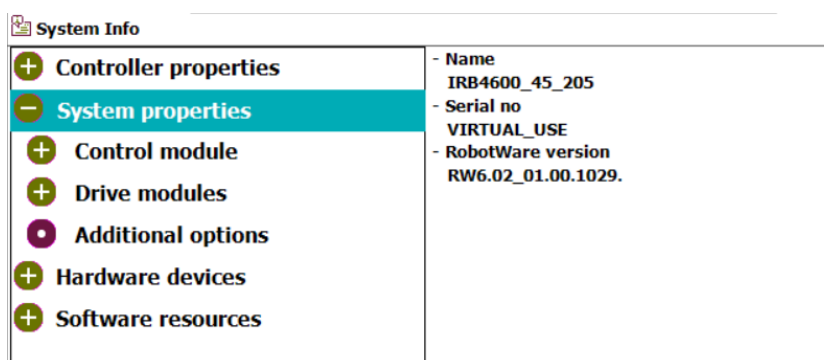 System Info
Controller properties
System properties
Control module
Drive modules
Additional options
Hardware devices
Software resources
- Name
IRB4600_45_205
- Serial no
VIRTUAL_USE
- RobotWare version
RW6.02_01.00.1029.